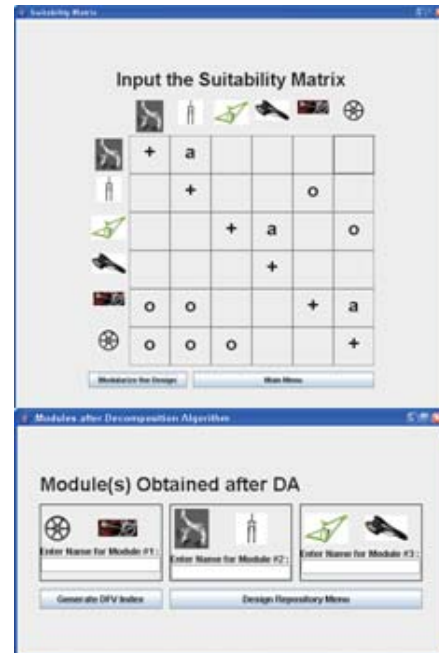 Suitability Matrix
Input the Suitability Matrix
+ a
+ o
+ a o
+
o o + a
o o o +
Modularize the Design Main Menu
Modules after Decomposition Algorithm
Module(s) Obtained after DA
Enter Name for Module #1: Enter Name for Module #2: Enter Name for Module #3:
Generate DFV Index Design Repository Menu